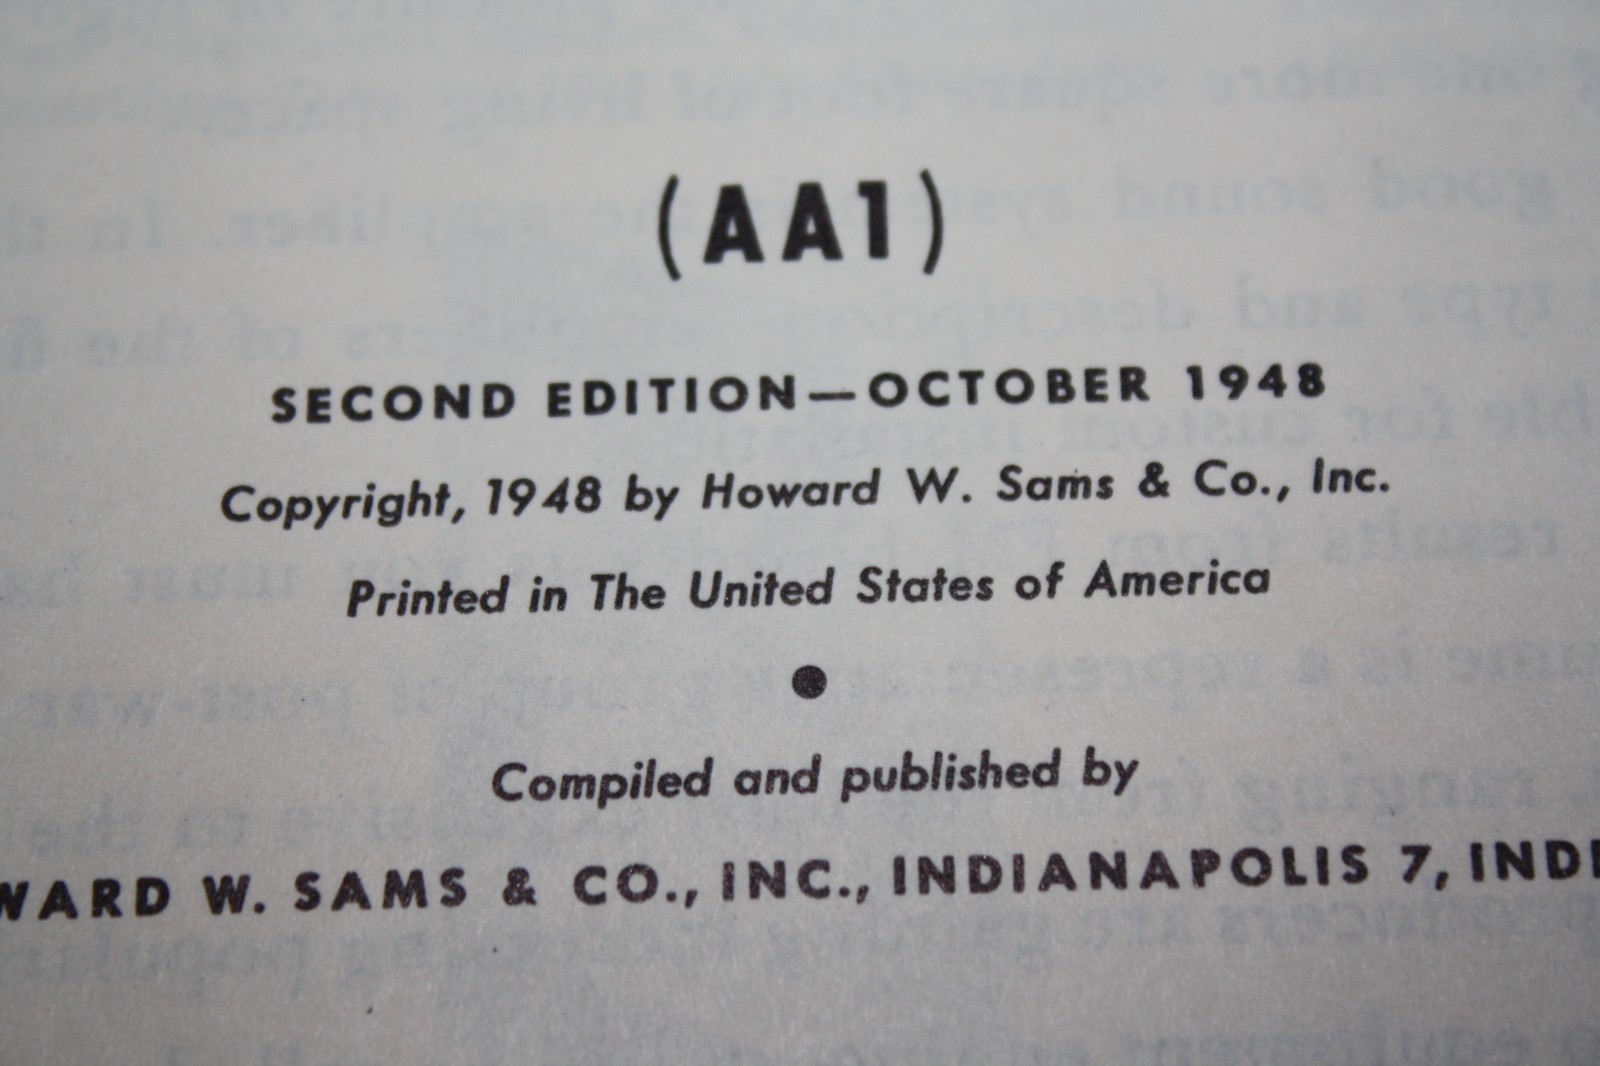 (AA1)
SECOND EDITION—OCTOBER 1948
Copyright, 1948 by Howard W. Sams & Co., Inc.
Printed in The United States of America
●
Compiled and published by
WARD W. SAMS & CO., INC., INDIANAPOLIS 7, INDI